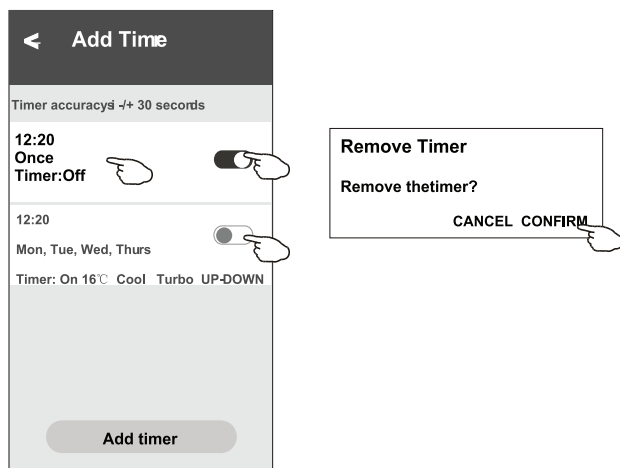 < Add Time
Timer accuracysi -/+ 30 seconds
12:20
Once
Timer:Off
12:20
Mon, Tue, Wed, Thurs
Timer: On 16℃ Cool Turbo UP-DOWN
Add timer
Remove Timer
Remove thetimer?
CANCEL CONFIRM